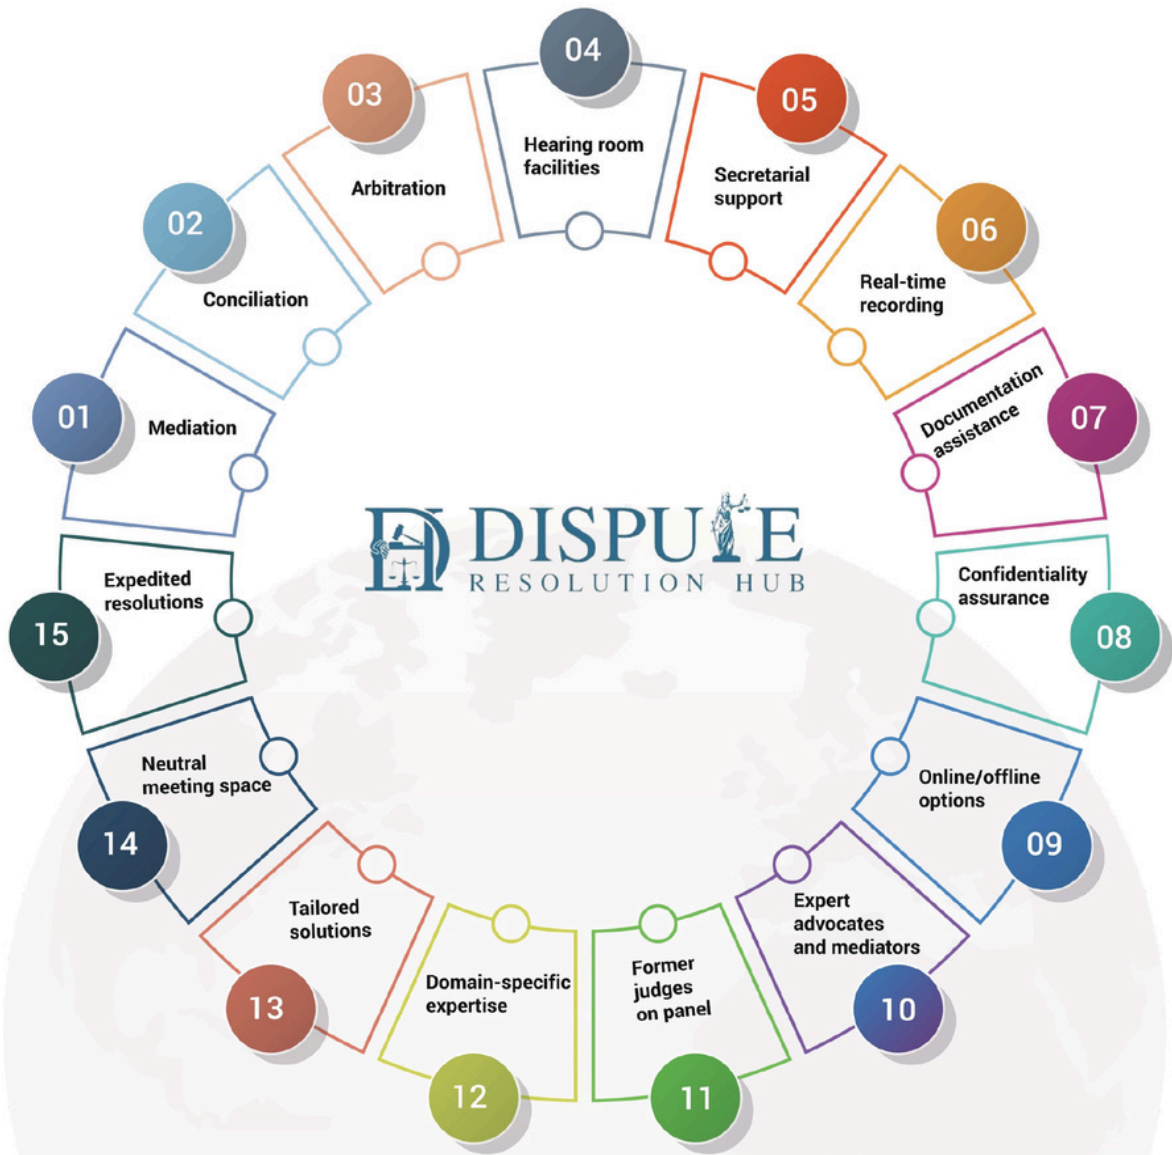 01
Mediation
02
Conciliation
03
Arbitration
04
Hearing room
facilities
05
Secretarial
support
06
Real-time
recording
07
Documentation
assistance
08
Confidentiality
assurance
09
Online/offline
options
10
Expert
advocates
and mediators
11
Former
judges
on panel
12
Domain-specific
expertise
13
Tailored
solutions
14
Neutral
meeting space
15
Expedited
resolutions
DISPUTE
RESOLUTION HUB